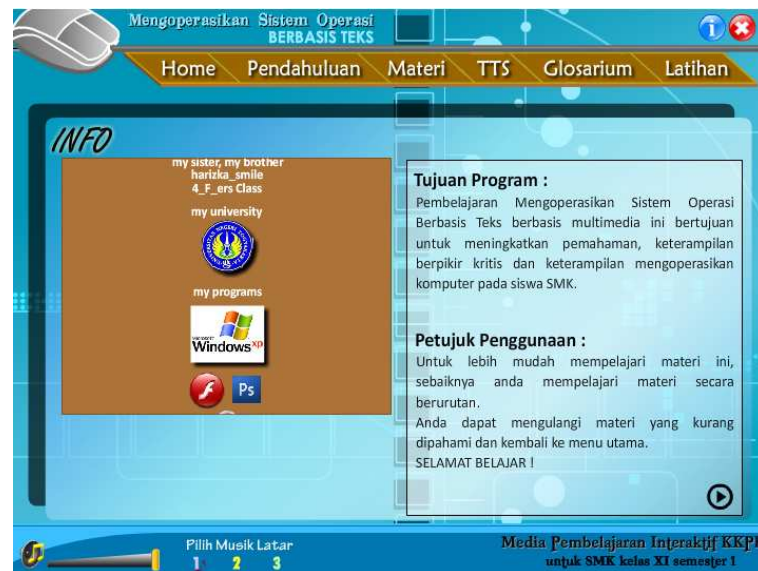 Mengoperasikan Sistem Operasi
BERBASIS TEKS
Home Pendahuluan Materi TTS Glosarium Latihan
INFO
my sister, my brother
harizka_smile
4_F_ers Class
my university
my programs
Microsoft
Windows xp
Ps
Tujuan Program :
Pembelajaran Mengoperasikan Sistem Operasi
Berbasis Teks berbasis multimedia ini bertujuan
untuk meningkatkan pemahaman, keterampilan
berpikir kritis dan keterampilan mengoperasikan
komputer pada siswa SMK.
Petujuk Penggunaan :
Untuk lebih mudah mempelajari materi ini,
sebaiknya anda mempelajari materi secara
berurutan.
Anda dapat mengulangi materi yang kurang
dipahami dan kembali ke menu utama.
SELAMAT BELAJAR !
Pilih Musik Latar
1 2 3
Media Pembelajaran Interaktif KKPI
untuk SMK kelas XI semester 1